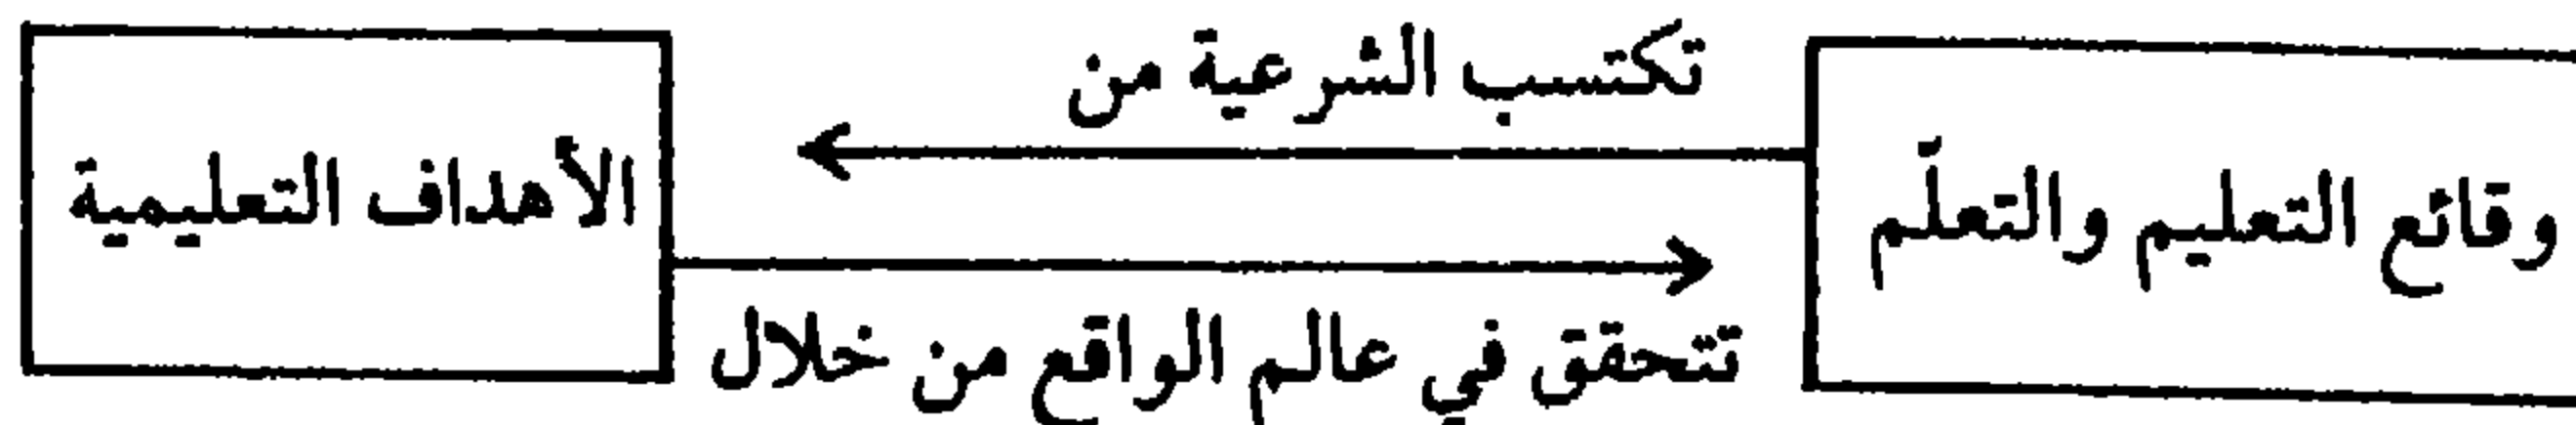 تكتسب الشرعية من
وقائع التعليم والتعلّم
الأهداف التعليمية
تتحقق في عالم الواقع من خلال